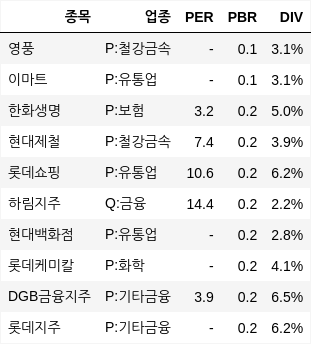 종목 업종 PER PBR DIV
영풍 P:철강금속 - 0.1 3.1%
이마트 P:유통업 - 0.1 3.1%
한화생명 P:보험 3.2 0.2 5.0%
현대제철 P:철강금속 7.4 0.2 3.9%
롯데쇼핑 P:유통업 10.6 0.2 6.2%
하림지주 Q:금융 14.4 0.2 2.2%
현대백화점 P:유통업 - 0.2 2.8%
롯데케미칼 P:화학 - 0.2 4.1%
DGB금융지주 P:기타금융 3.9 0.2 6.5%
롯데지주 P:기타금융 - 0.2 6.2%